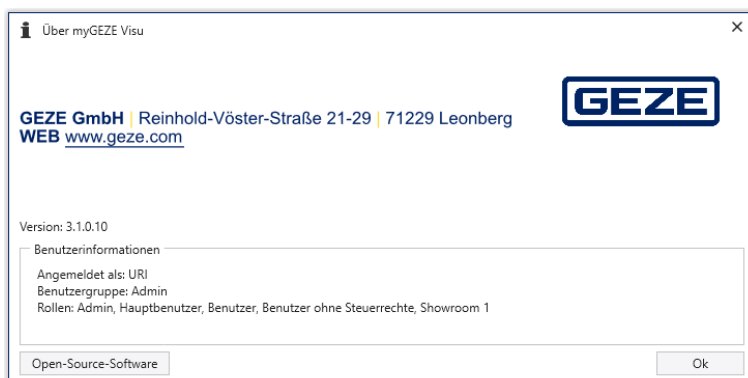 Über myGEZE Visu
GEZE
GEZE GmbH | Reinhold-Vöster-Straße 21-29 | 71229 Leonberg
WEB www.geze.com
Version: 3.1.0.10
Benutzerinformationen
Angemeldet als: URI
Benutzergruppe: Admin
Rollen: Admin, Hauptbenutzer, Benutzer, Benutzer ohne Steuerrechte, Showroom 1
Open-Source-Software
Ok